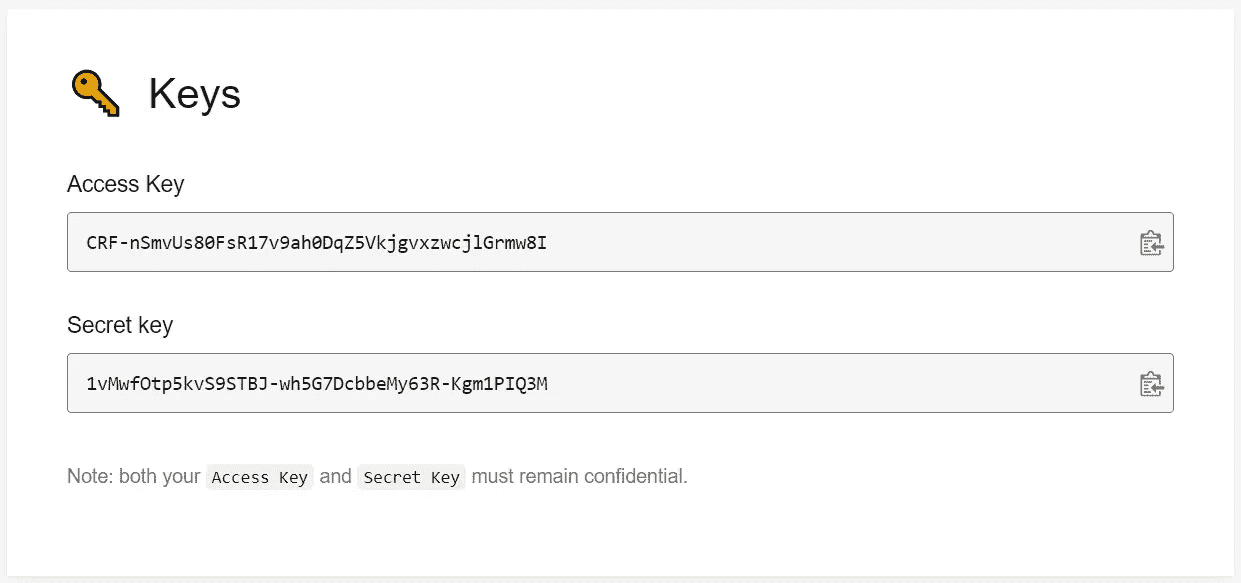 Keys
Access Key
CRF-nSmvUs80FsR17v9ah0DqZ5VkjgvxzwcjlGrmw8I
Secret key
1vMwfOtp5kvS9STBJ-wh5G7DcbbeMy63R-Kgm1PIQ3M
Note: both your Access Key and Secret Key must remain confidential.